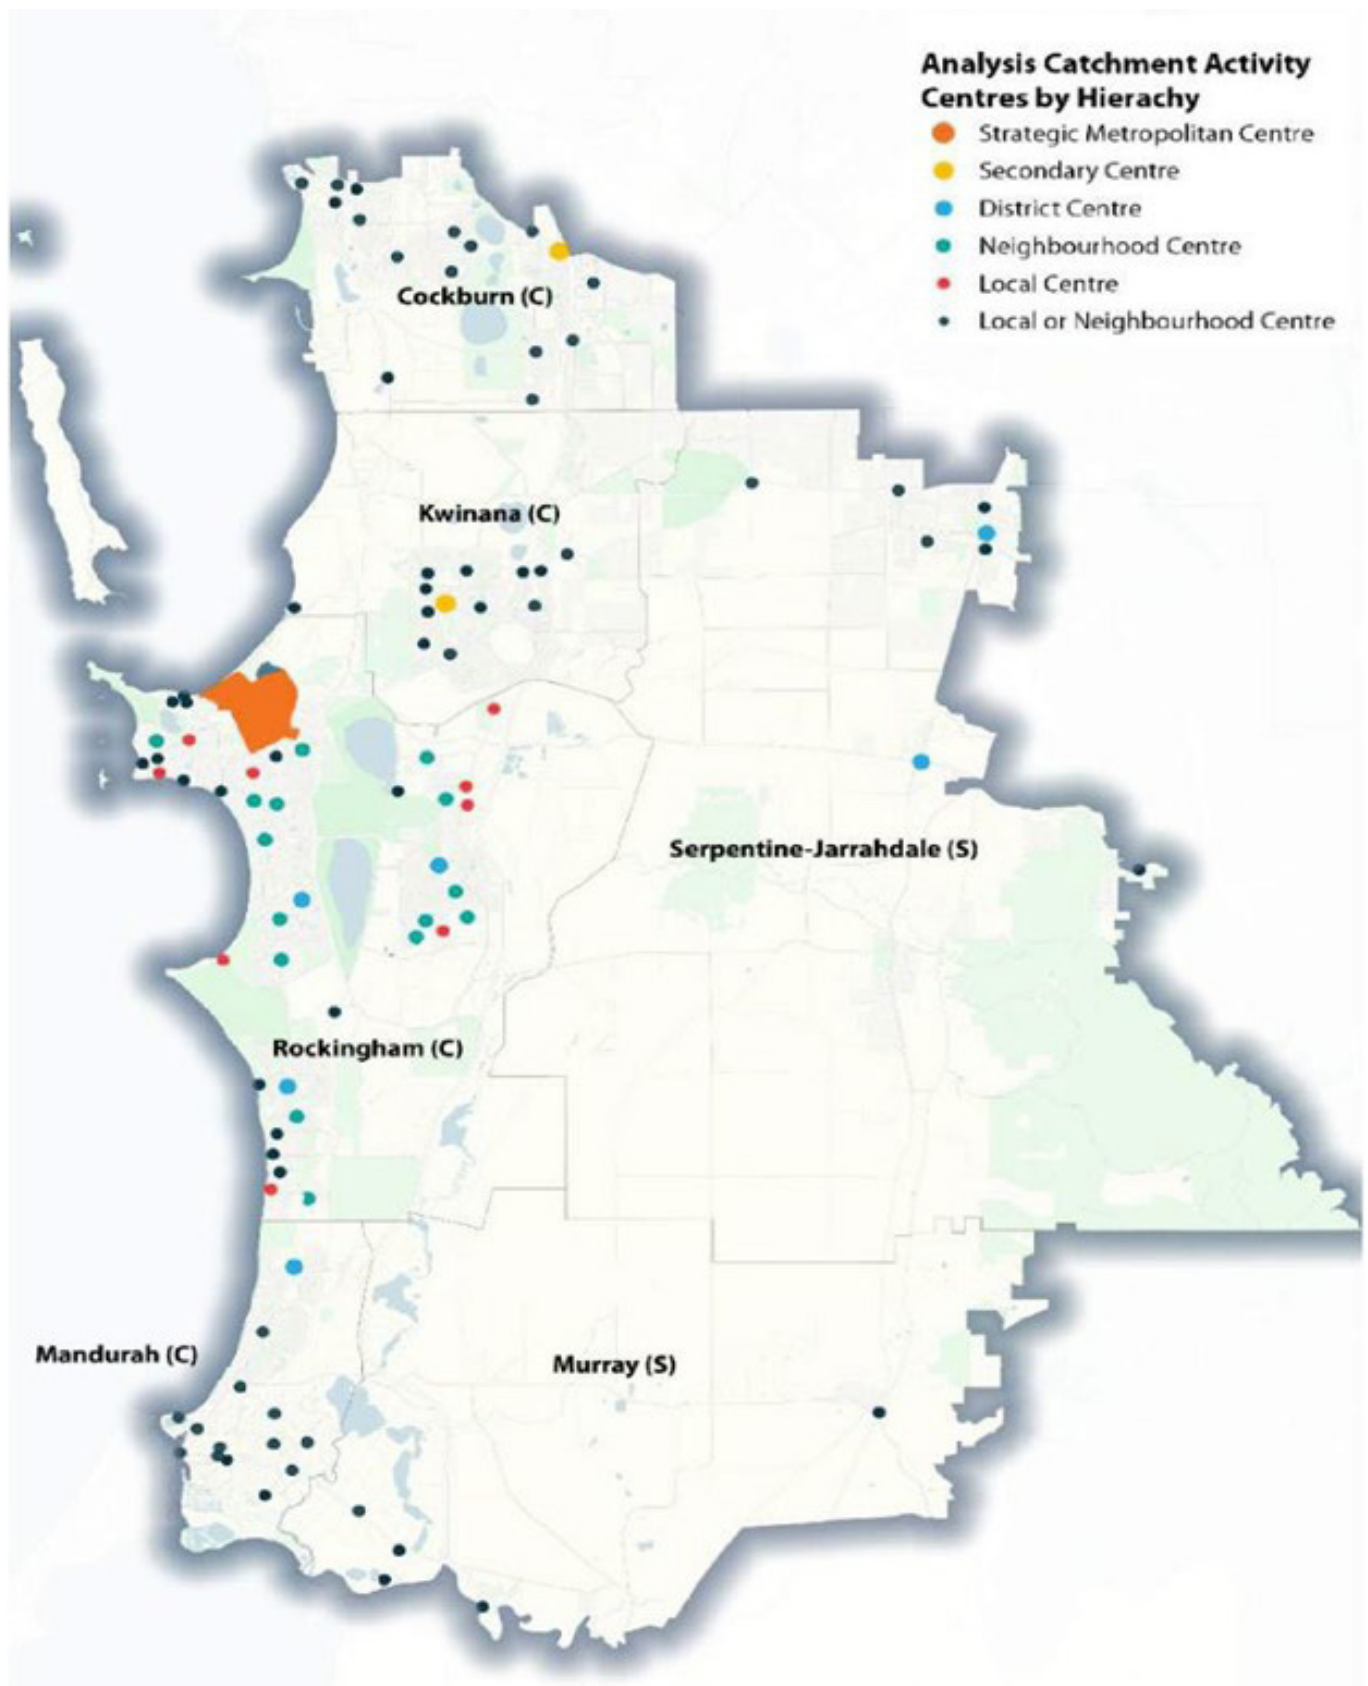 Analysis Catchment Activity
Centres by Hierachy
Strategic Metropolitan Centre
Secondary Centre
District Centre
Neighbourhood Centre
Local Centre
Local or Neighbourhood Centre
Cockburn (C)
Kwinana (C)
Serpentine-Jarrahdale (S)
Rockingham (C)
Mandurah (C)
Murray (S)